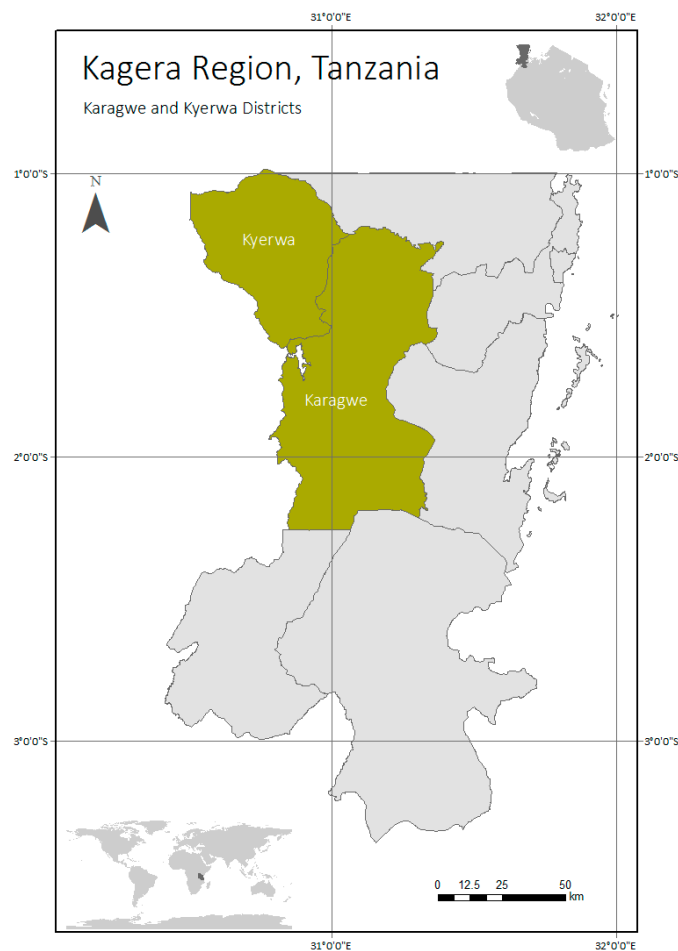 31°0'0"E 32°0'0"E
Kagera Region, Tanzania
Karagwe and Kyerwa Districts
1°0'0"S 1°0'0"S
N
Kyerwa
Karagwe
2°0'0"S 2°0'0"S
3°0'0"S 3°0'0"S
0 12.5 25 50
km
31°0'0"E 32°0'0"E